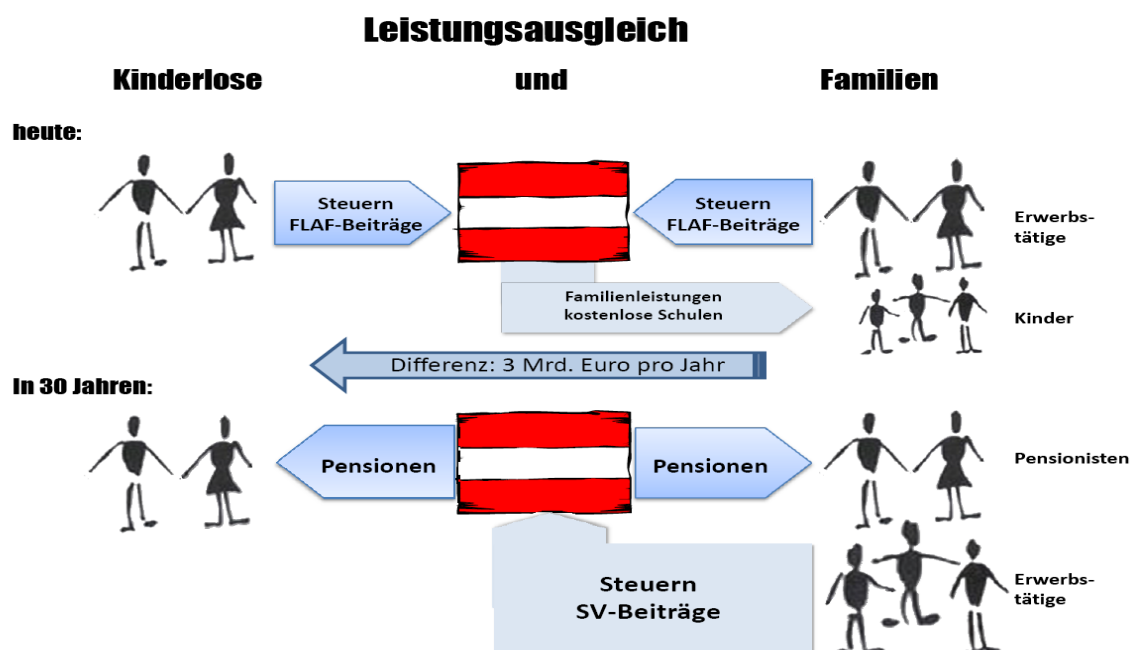 Leistungsausgleich
Kinderlose und Familien
heute:
Steuern
FLAF-Beiträge
Steuern
FLAF-Beiträge
Erwerbs-
tätige
Familienleistungen
kostenlose Schulen
Kinder
Differenz: 3 Mrd. Euro pro Jahr
In 30 Jahren:
Pensionen
Pensionen
Pensionisten
Steuern
SV-Beiträge
Erwerbs-
tätige